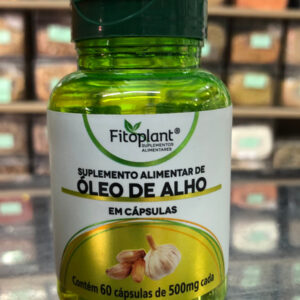 Fitoplant®
SUPLEMENTOS
ALIMENTARES
SUPLEMENTO ALIMENTAR DE
ÓLEO DE ALHO
EM CÁPSULAS
Contém 60 cápsulas de 500mg cada